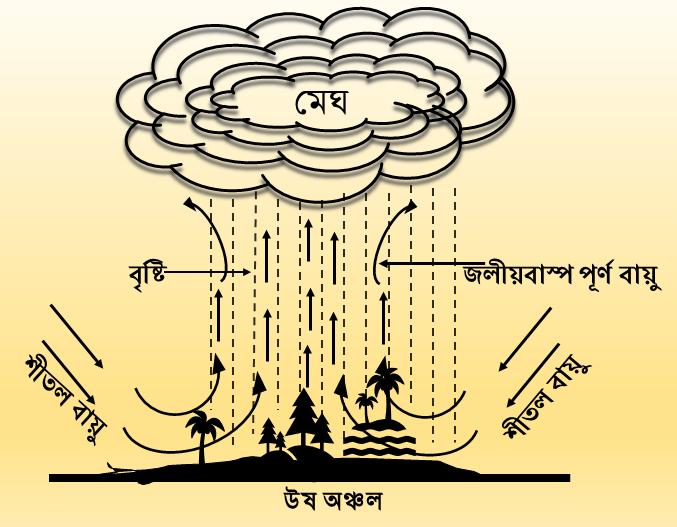 মেঘ
বৃষ্টি
জলীয়বাস্প পূর্ণ বায়ু
শীতল বায়ু
শীতল বায়ু
উষ অঞ্চল